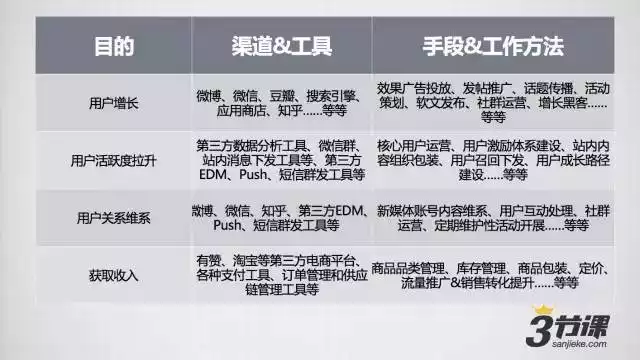 目的
渠道&工具
手段&工作方法
用户增长
微博、微信、豆瓣、搜索引擎、
应用商店、知乎......等等
效果广告投放、发帖推广、话题传播、活动
策划、软文发布、社群运营、增长黑客......
等等
用户活跃度拉升
第三方数据分析工具、微信群、
站内消息下发工具等、第三方
EDM、Push、短信群发工具等
核心用户运营、用户激励体系建设、站内内
容组织包装、用户召回下发、用户成长路径
建设......等等
用户关系维系
微博、微信、知乎、第三方EDM、
Push、短信群发工具等
新媒体账号内容维系、用户互动处理、社群
运营、定期维护性活动开展......等等
获取收入
有赞、淘宝等第三方电商平台、
各种支付工具、订单管理和供应
链管理工具等
商品品类管理、库存管理、商品包装、定价、
流量推广&销售转化提升......等等
3节课
sanjieke.com